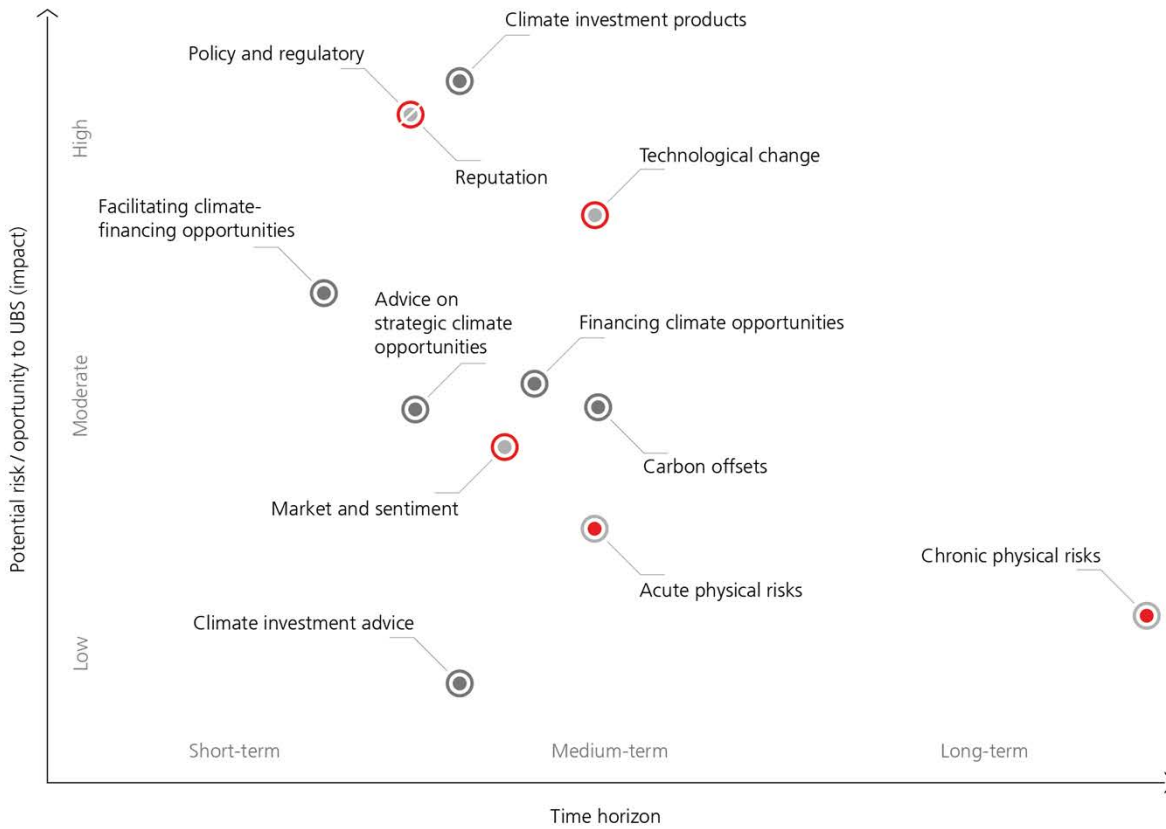 Climate investment products
Policy and regulatory
High
Reputation
Technological change
Facilitating climate-
financing opportunities
Potential risk/oportunity to UBS (impact)
Advice on
strategic climate
opportunities
Financing climate opportunities
Moderate
Carbon offsets
Market and sentiment
Chronic physical risks
Acute physical risks
Climate investment advice
Low
Short-term
Medium-term
Long-term
Time horizon